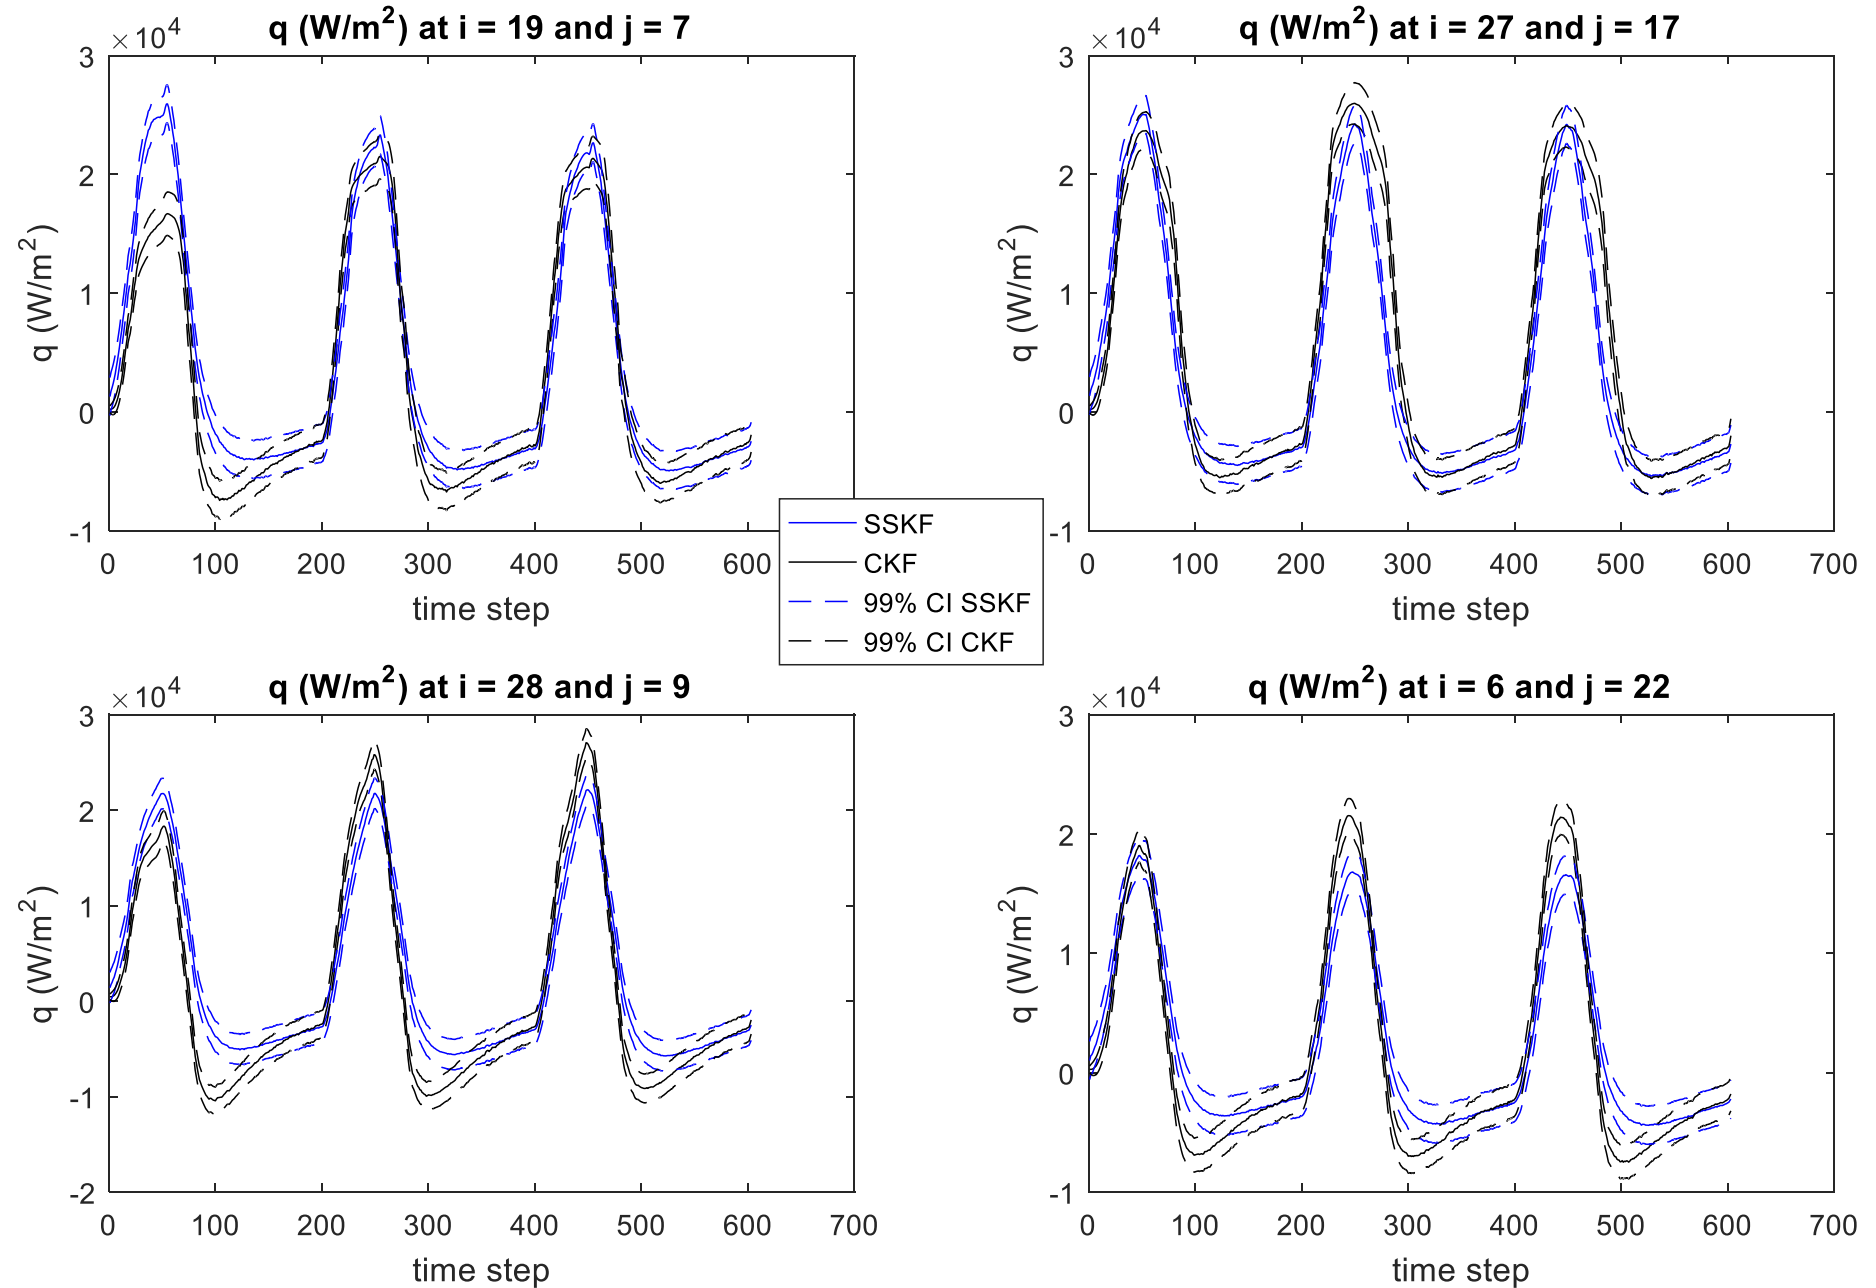 q (W/m²) at i = 19 and j = 7
×10⁴
3
2
1
0
-1
q (W/m²)
0 100 200 300 400 500 600
time step
q (W/m²) at i = 27 and j = 17
×10⁴
3
2
1
0
-1
q (W/m²)
0 100 200 300 400 500 600 700
time step
SSKF
CKF
99% CI SSKF
99% CI CKF
q (W/m²) at i = 28 and j = 9
×10⁴
3
2
1
0
-1
-2
q (W/m²)
0 100 200 300 400 500 600 700
time step
q (W/m²) at i = 6 and j = 22
×10⁴
3
2
1
0
-1
q (W/m²)
0 100 200 300 400 500 600 700
time step